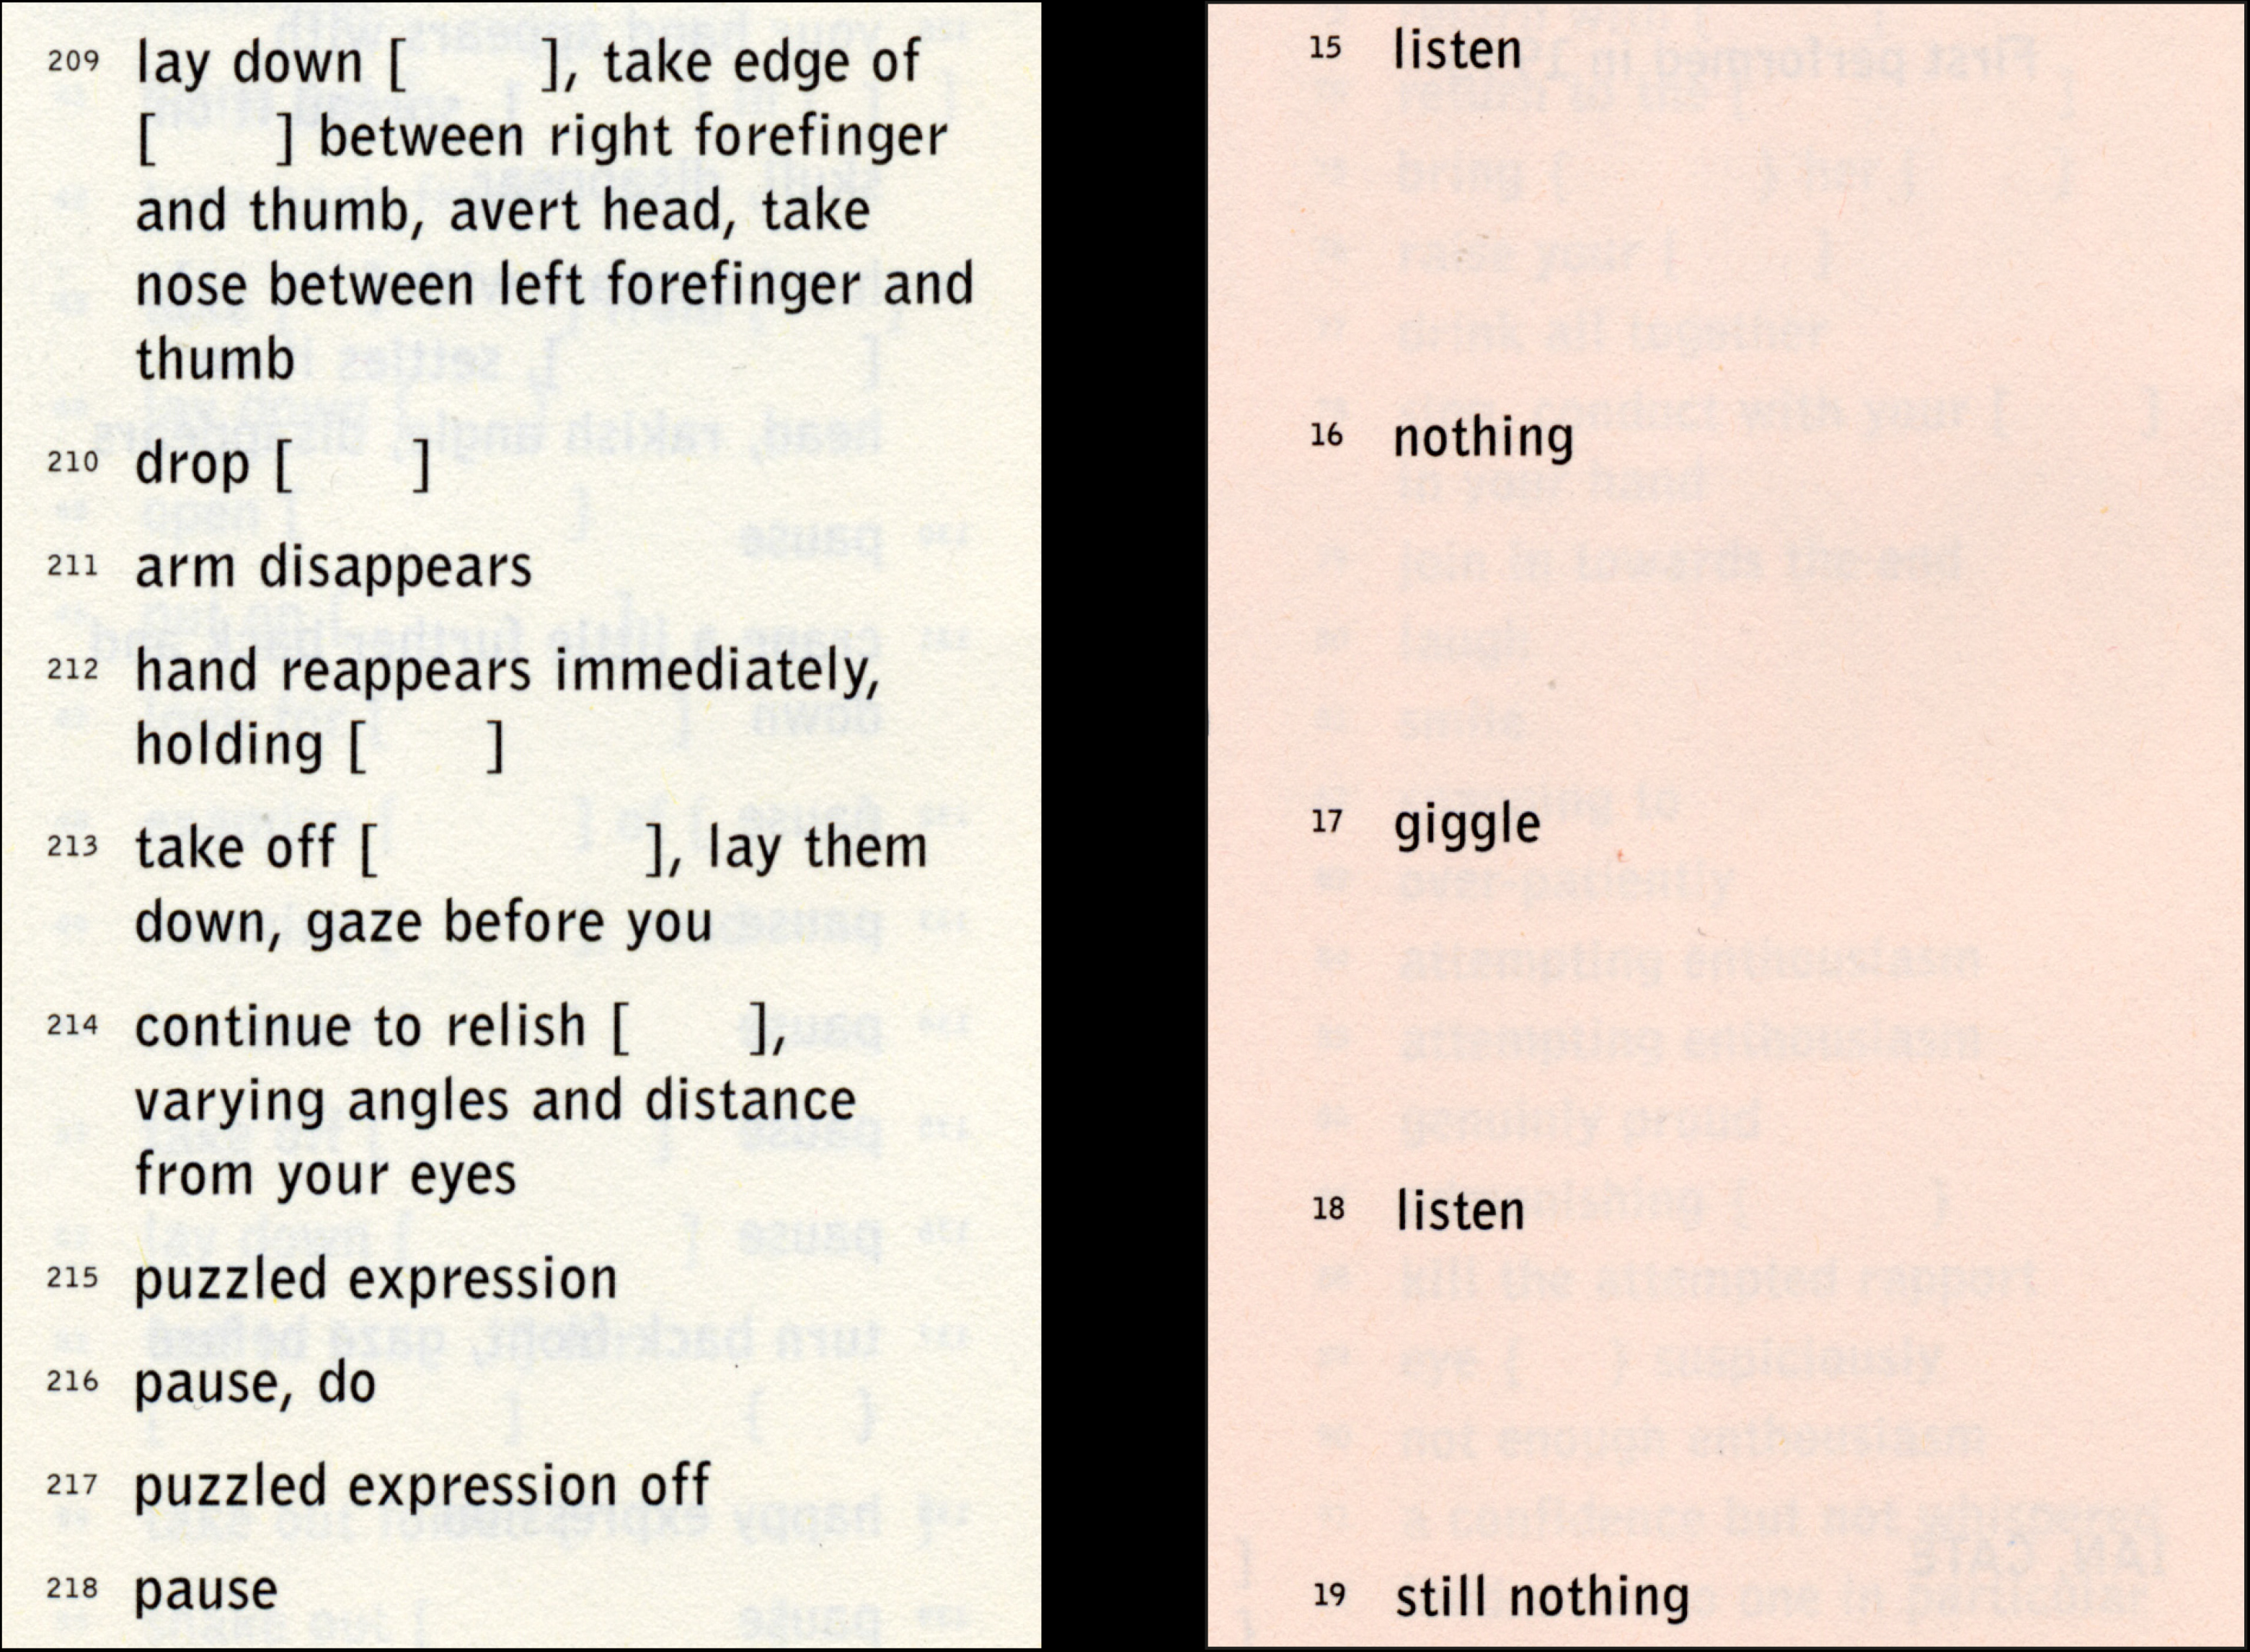 209 lay down [ ], take edge of
[ ] between right forefinger
and thumb, avert head, take
nose between left forefinger and
thumb
210 drop [ ]
211 arm disappears
212 hand reappears immediately,
holding [ ]
213 take off [ ], lay them
down, gaze before you
214 continue to relish [ ],
varying angles and distance
from your eyes
215 puzzled expression
216 pause, do
217 puzzled expression off
218 pause
15 listen
16 nothing
17 giggle
18 listen
19 still nothing